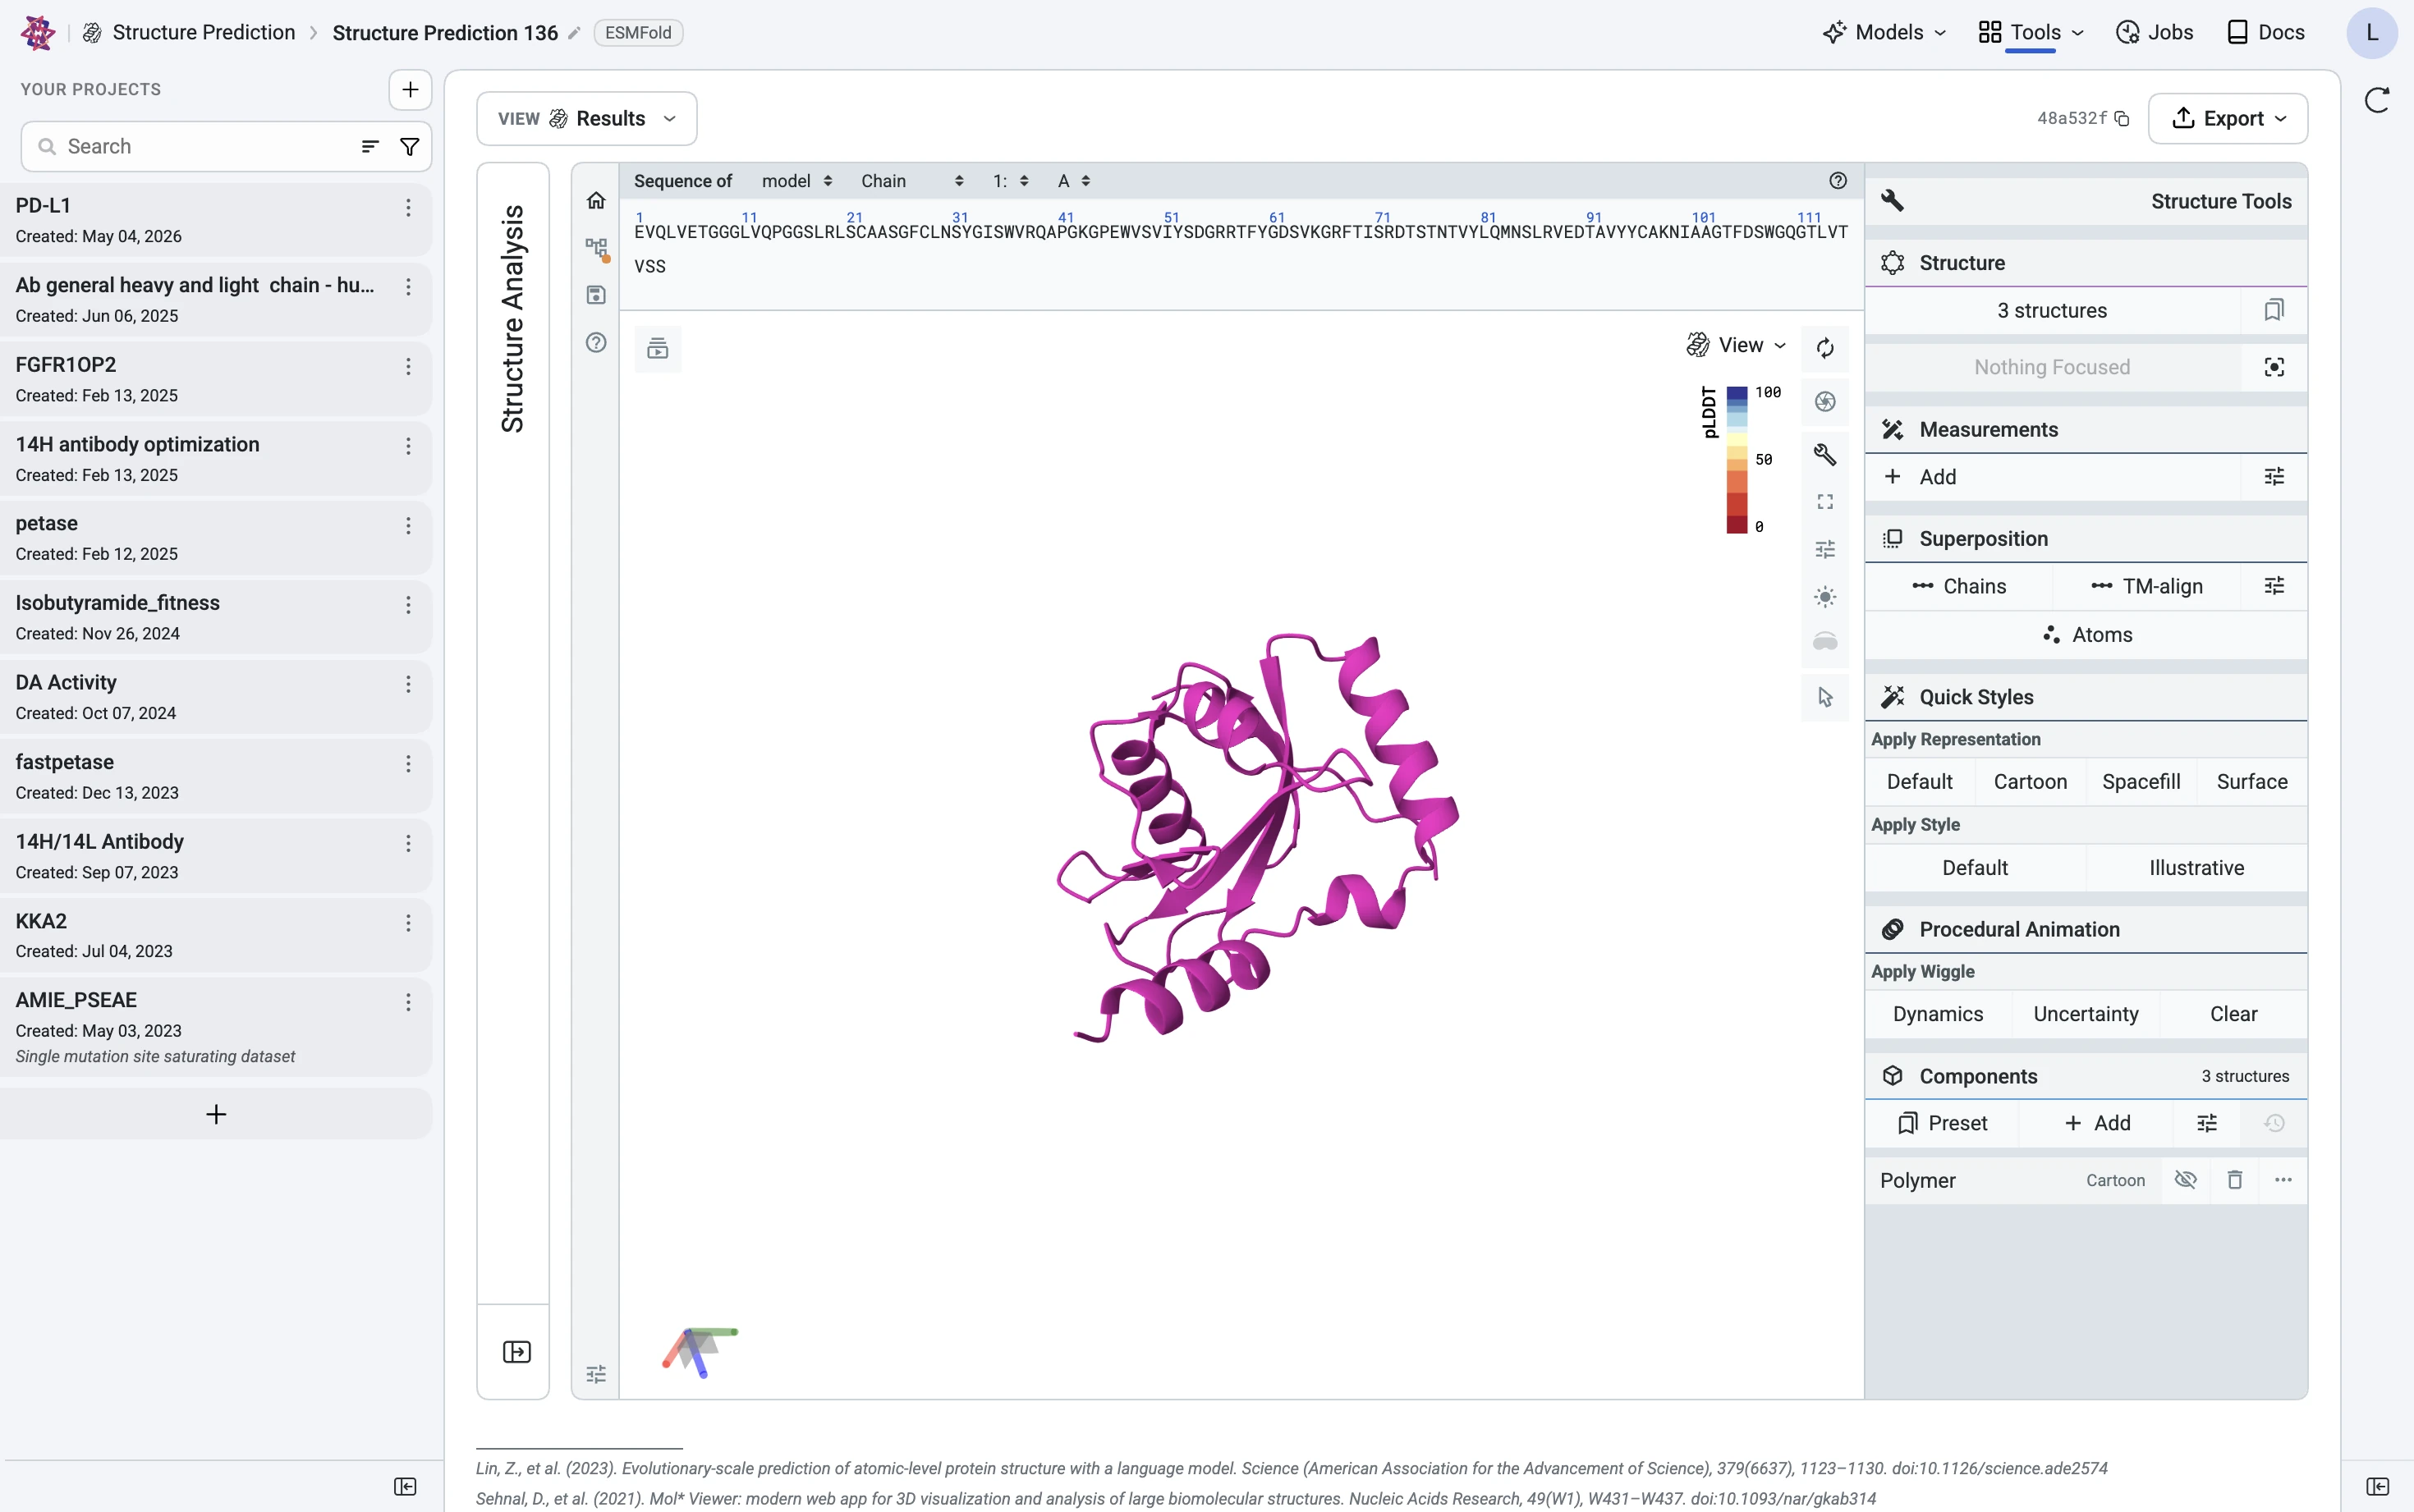 Structure Prediction > Structure Prediction 136 ESMFold Models Tools Jobs Docs L
YOUR PROJECTS
Search
PD-L1
Created: May 04, 2026
Ab general heavy and light chain - hu...
Created: Jun 06, 2025
FGFR1OP2
Created: Feb 13, 2025
14H antibody optimization
Created: Feb 13, 2025
petase
Created: Feb 12, 2025
Isobutyramide_fitness
Created: Nov 26, 2024
DA Activity
Created: Oct 07, 2024
fastpetase
Created: Dec 13, 2023
14H/14L Antibody
Created: Sep 07, 2023
KKA2
Created: Jul 04, 2023
AMIE_PSEAE
Created: May 03, 2023
Single mutation site saturating dataset
VIEW Results
48a532f
Export
Structure Analysis
Sequence of model Chain 1: A
1 11 21 31 41 51 61 71 81 91 101 111
EVQLVETGGGLVQPGGSLRLSCAASGFCLNSYGISWVRQAPGKGPEWVSVIYSDGRRTFYGDSVKGRFTISRDTSTNTVYLQMNSLRVEDTAVYYCAKNIAAGTFDSWGQGTLVT
VSS
View
pLDDT
100
50
0
Structure Tools
Structure
3 structures
Nothing Focused
Measurements
+ Add
Superposition
Chains TM-align
Atoms
Quick Styles
Apply Representation
Default Cartoon Spacefill Surface
Apply Style
Default Illustrative
Procedural Animation
Apply Wiggle
Dynamics Uncertainty Clear
Components 3 structures
Preset + Add
Polymer Cartoon
Lin, Z., et al. (2023). Evolutionary-scale prediction of atomic-level protein structure with a language model. Science (American Association for the Advancement of Science), 379(6637), 1123–1130. doi:10.1126/science.ade2574
Sehnal, D., et al. (2021). Mol* Viewer: modern web app for 3D visualization and analysis of large biomolecular structures. Nucleic Acids Research, 49(W1), W431–W437. doi:10.1093/nar/gkab314